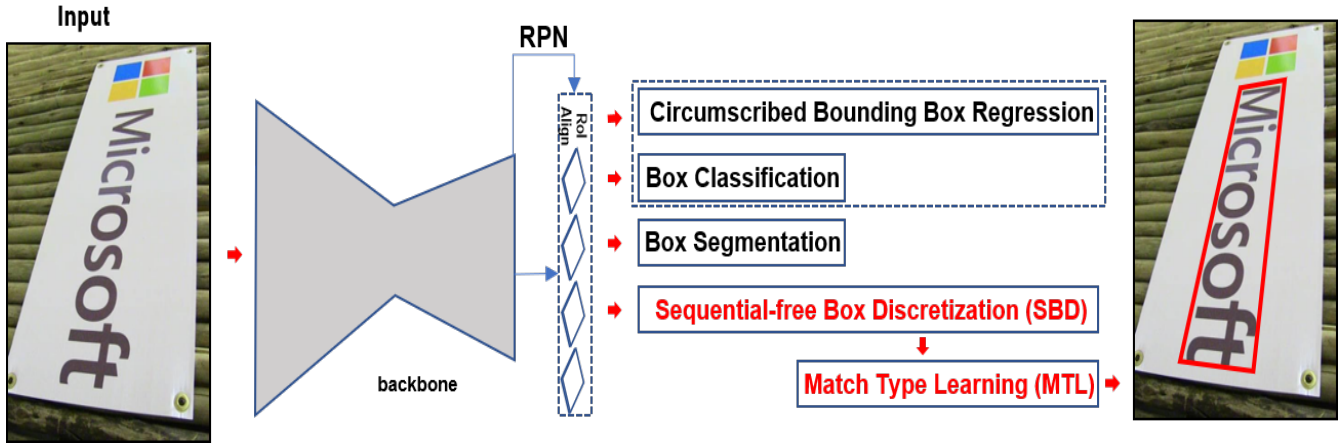 Input
Microsoft
backbone
RPN
RoI
Align
Circumscribed Bounding Box Regression
Box Classification
Box Segmentation
Sequential-free Box Discretization (SBD)
Match Type Learning (MTL)
Microsoft